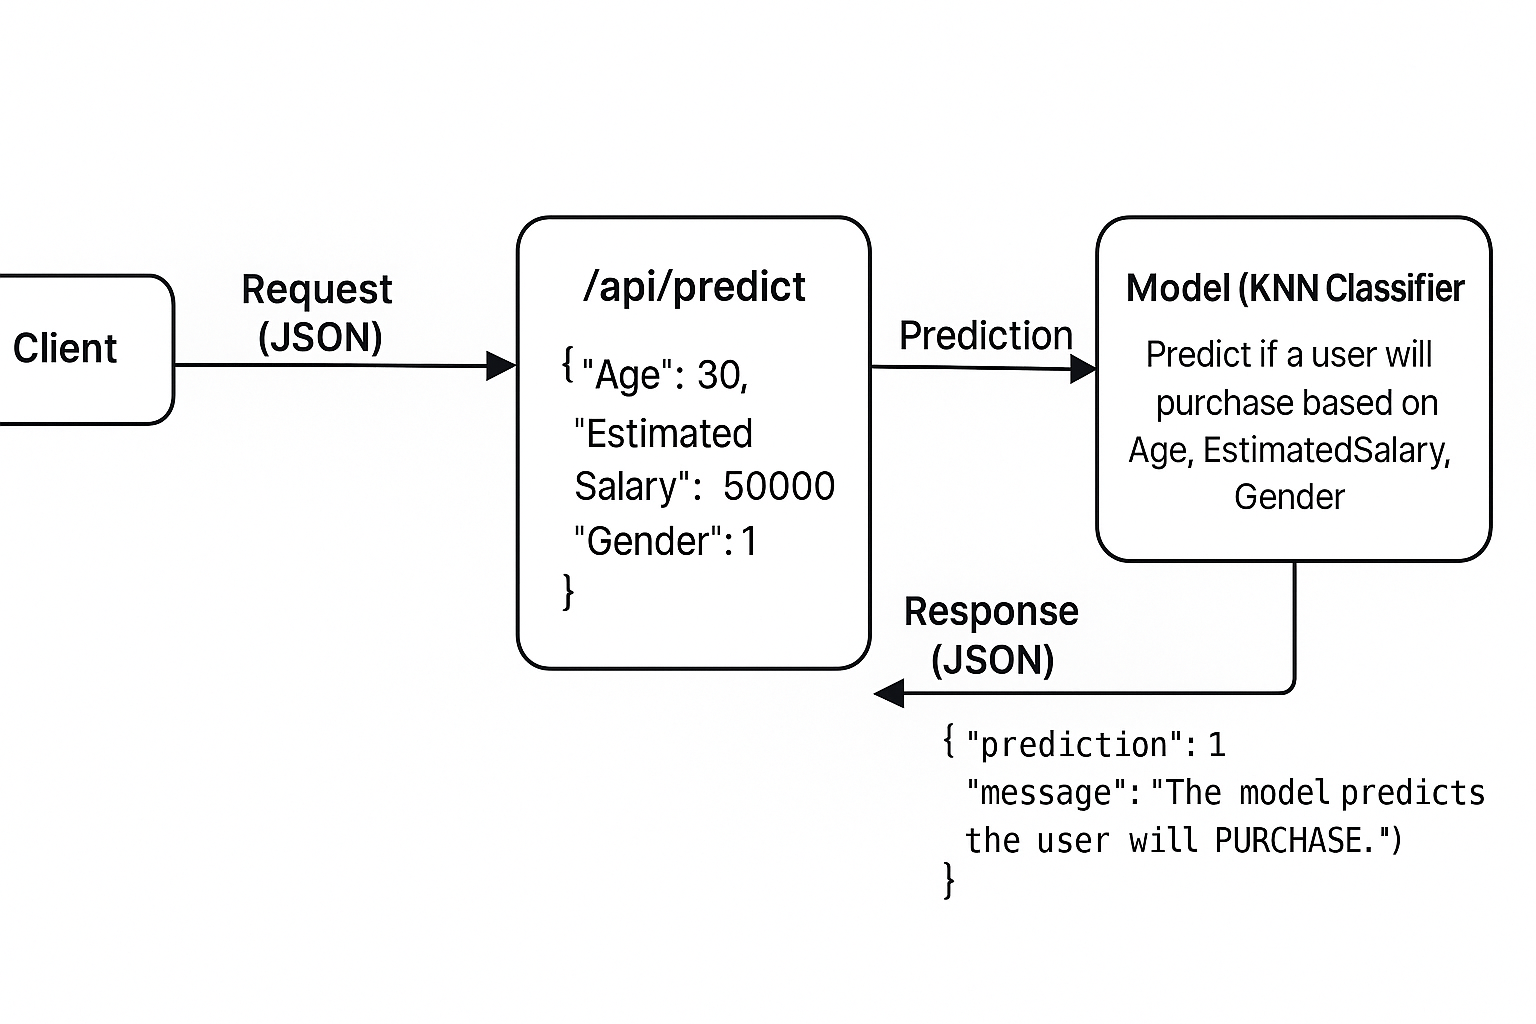 Client
Request
(JSON)
/api/predict
{ "Age": 30,
"Estimated
Salary": 50000
"Gender": 1
}
Prediction
Model (KNN Classifier
Predict if a user will
purchase based on
Age, EstimatedSalary,
Gender
Response
(JSON)
{ "prediction": 1
"message": "The model predicts
the user will PURCHASE.")
}